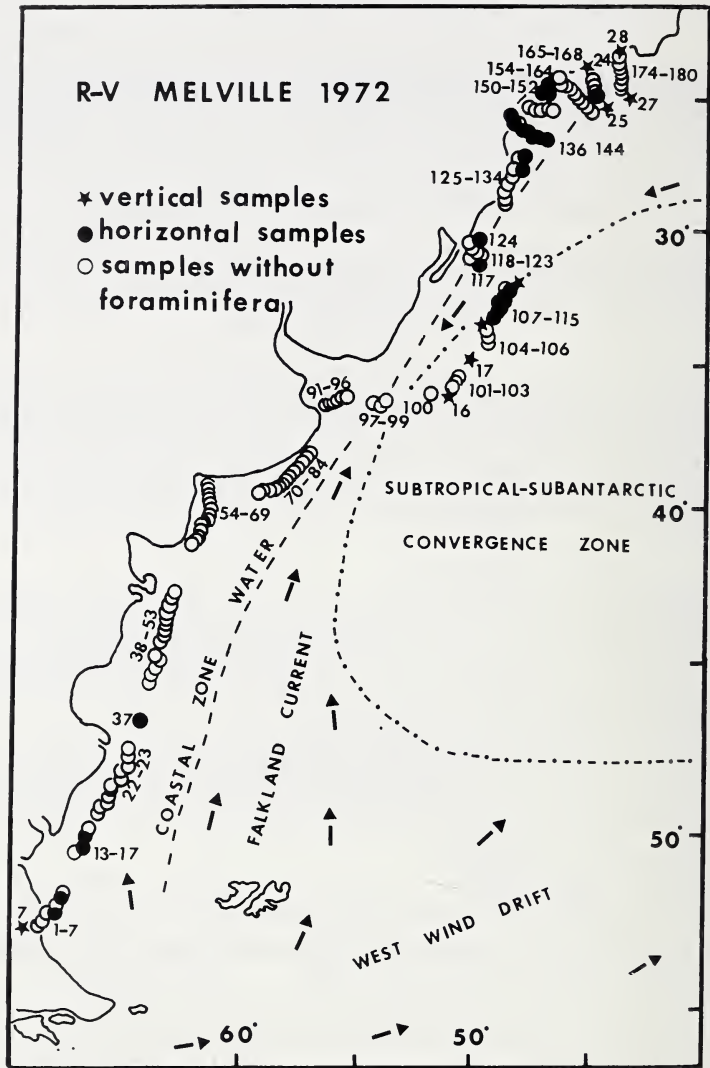 R-V MELVILLE 1972
★ vertical samples
● horizontal samples
○ samples without
foraminifera
28
165-168
24
154-164
174-180
150-152
27
25
136 144
125-134
30°
124
118-123
117
107-115
104-106
17
91-96
101-103
100
16
97-99
70-84
SUBTROPICAL-SUBANTARCTIC
54-69
40°
CONVERGENCE ZONE
WATER
38-53
ZONE
COASTAL
FALKLAND CURRENT
37
22-23
50°
13-17
7
1-7
WEST WIND DRIFT
60°
50°